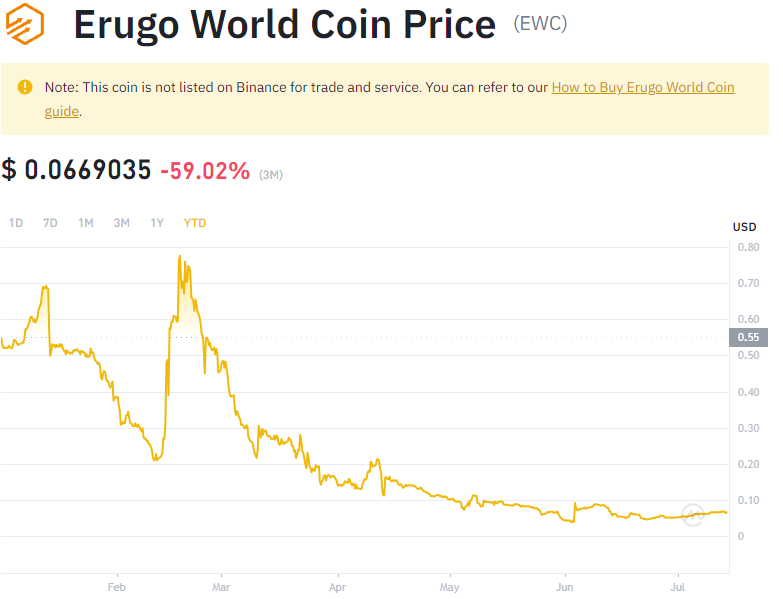 Erugo World Coin Price (EWC)
Note: This coin is not listed on Binance for trade and service. You can refer to our How to Buy Erugo World Coin
guide.
$ 0.0669035 -59.02% (3M)
1D 7D 1M 3M 1Y YTD
USD
0.80
0.70
0.60
0.55
0.50
0.40
0.30
0.20
0.10
0
Feb Mar Apr May Jun Jul